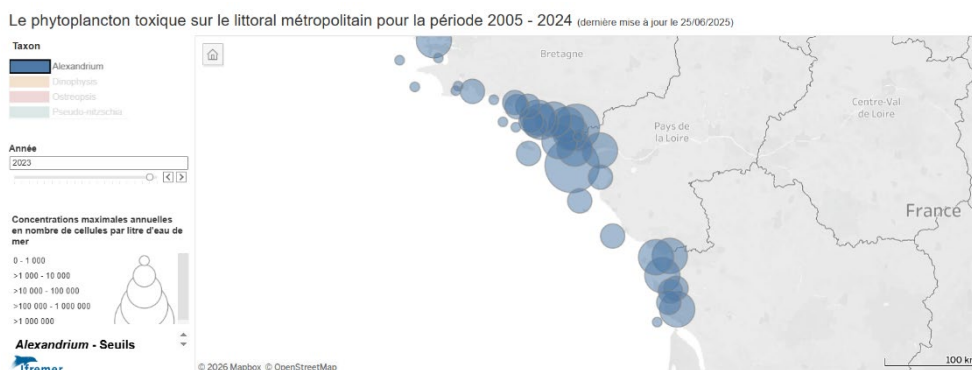 Le phytoplancton toxique sur le littoral métropolitain pour la période 2005 - 2024 (dernière mise à jour le 25/06/2025)
Taxon
Alexandrium
Dinophysis
Ostreopsis
Pseudo-nitzschia
Année
2023
Concentrations maximales annuelles
en nombre de cellules par litre d'eau de
mer
0 - 1 000
>1 000 - 10 000
>10 000 - 100 000
>100 000 - 1 000 000
>1 000 000
Alexandrium - Seuils
Ifremer
Bretagne
Pays de
la Loire
Centre-Val
de Loire
France
© 2026 Mapbox © OpenStreetMap
100 km